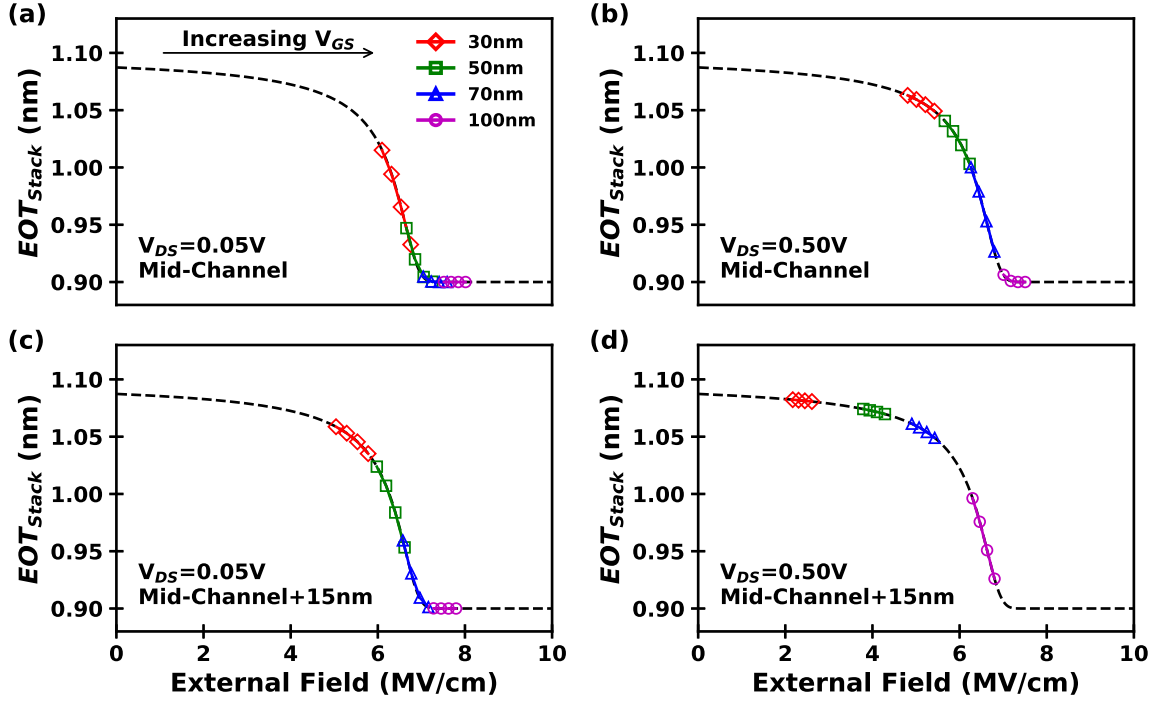 (a)
Increasing V_GS
30nm
50nm
70nm
100nm
1.10
1.05
1.00
0.95
0.90
EOT_Stack (nm)
V_DS=0.05V
Mid-Channel
(b)
1.10
1.05
1.00
0.95
0.90
EOT_Stack (nm)
V_DS=0.50V
Mid-Channel
(c)
1.10
1.05
1.00
0.95
0.90
EOT_Stack (nm)
V_DS=0.05V
Mid-Channel+15nm
0 2 4 6 8 10
External Field (MV/cm)
(d)
1.10
1.05
1.00
0.95
0.90
EOT_Stack (nm)
V_DS=0.50V
Mid-Channel+15nm
0 2 4 6 8 10
External Field (MV/cm)